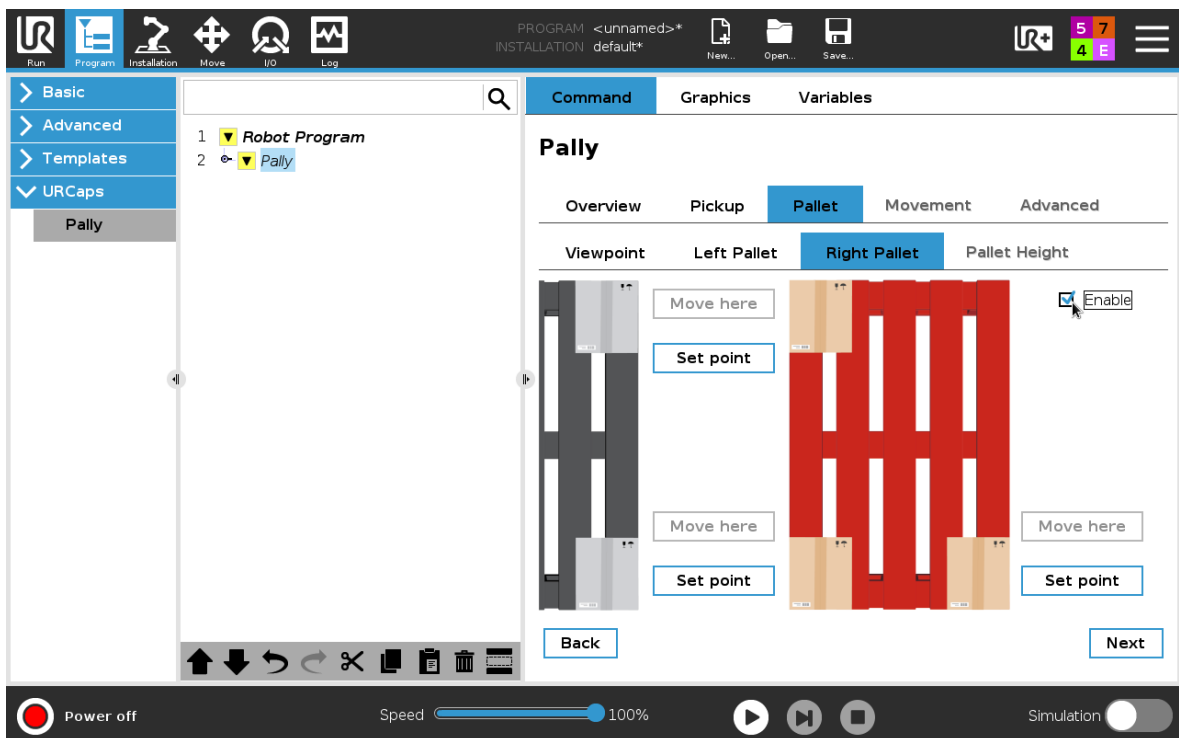 PROGRAM <unnamed>*
INSTALLATION default*
UR
UR+
5 7
4 E
Run
Program
Installation
Move
I/O
Log
New...
Open...
Save...
Basic
Advanced
Templates
URCaps
Pally
1 Robot Program
2 Pally
Command Graphics Variables
Pally
Overview Pickup Pallet Movement Advanced
Viewpoint Left Pallet Right Pallet Pallet Height
Move here
Enable
Set point
Move here Move here
Set point Set point
Back Next
Power off
Speed 100%
Simulation